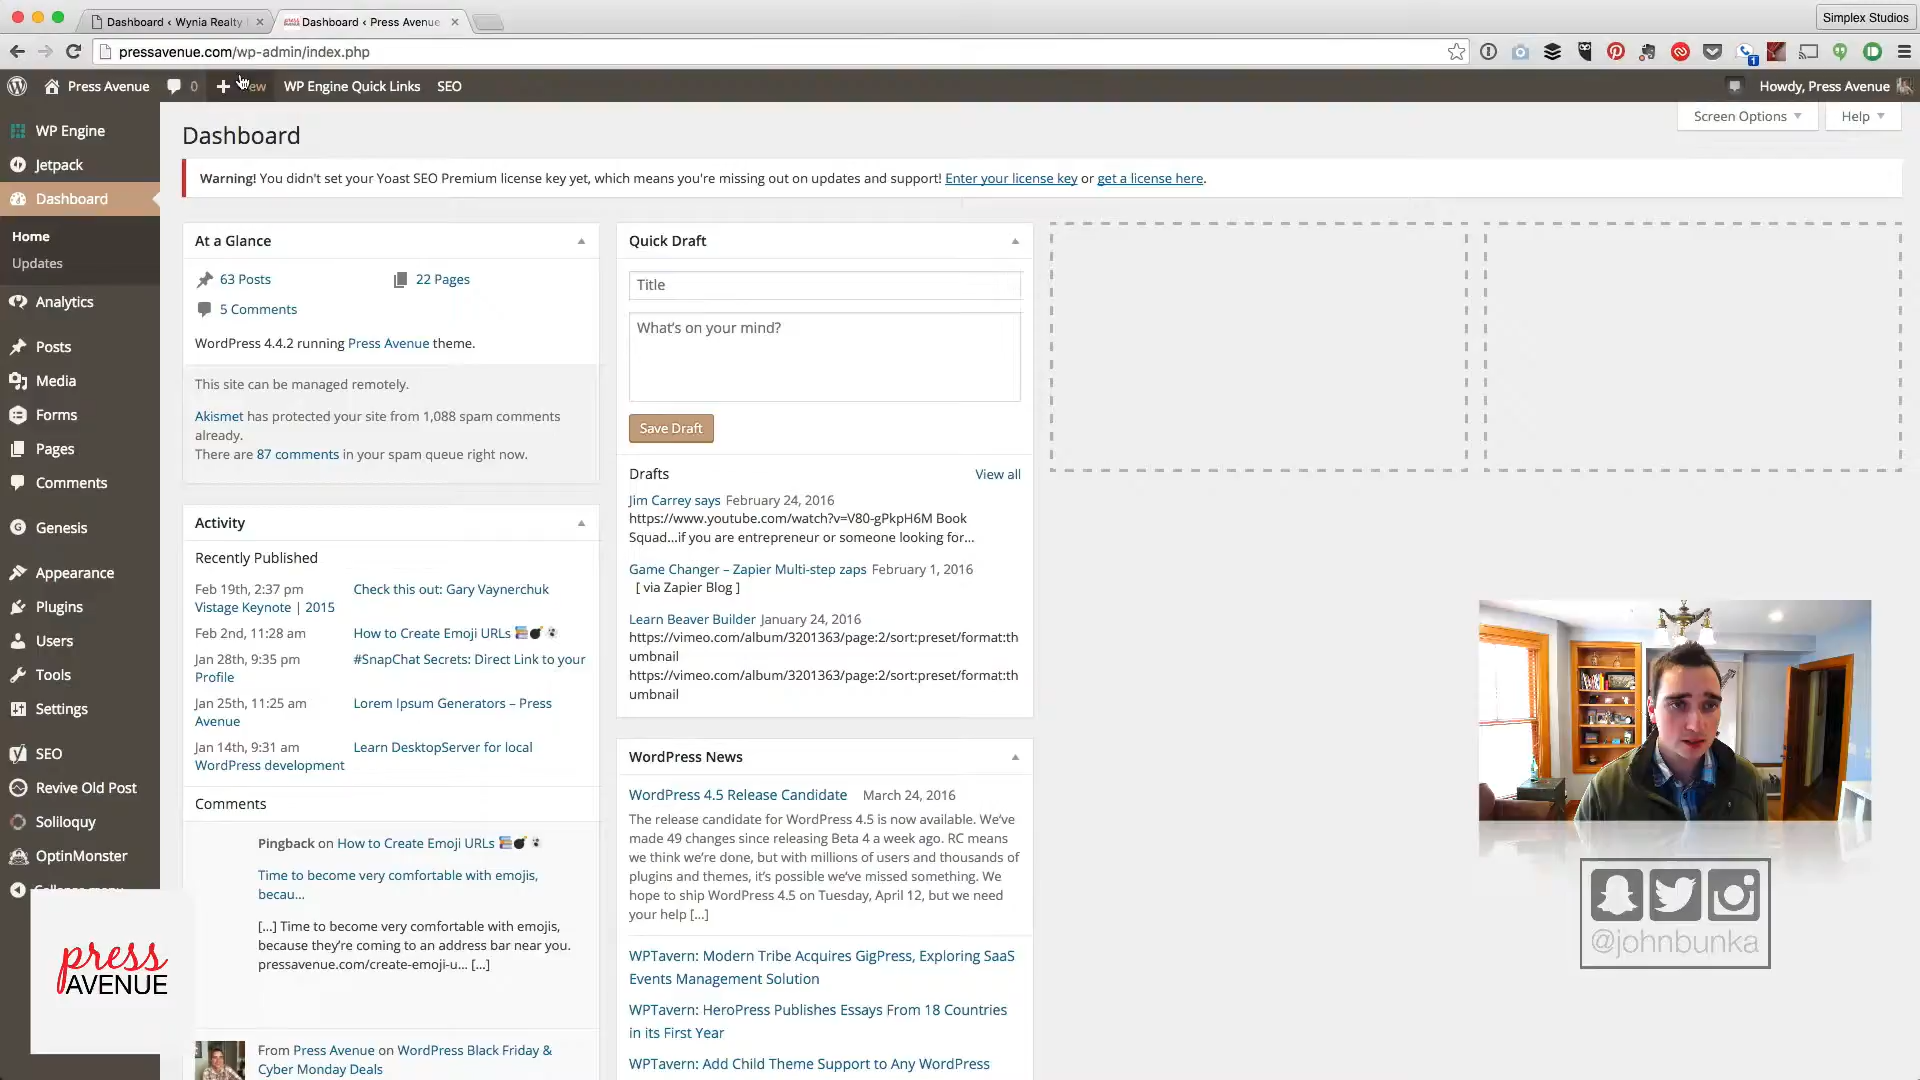 Dashboard ‹ Wynia Realty
Dashboard ‹ Press Avenue
Simplex Studios
pressavenue.com/wp-admin/index.php
1
Press Avenue
0
WP Engine Quick Links
SEO
Howdy, Press Avenue
Screen Options
Help
WP Engine
Jetpack
Dashboard
Home
Updates
Analytics
Posts
Media
Forms
Pages
Comments
Genesis
Appearance
Plugins
Users
Tools
Settings
SEO
Revive Old Post
Soliloquy
OptinMonster
press
AVENUE
Dashboard
Warning! You didn't set your Yoast SEO Premium license key yet, which means you're missing out on updates and support! Enter your license key or get a license here.
At a Glance
63 Posts
22 Pages
5 Comments
WordPress 4.4.2 running Press Avenue theme.
This site can be managed remotely.
Akismet has protected your site from 1,088 spam comments
already.
There are 87 comments in your spam queue right now.
Activity
Recently Published
Feb 19th, 2:37 pm Check this out: Gary Vaynerchuk
Vistage Keynote | 2015
Feb 2nd, 11:28 am How to Create Emoji URLs
Jan 28th, 9:35 pm #SnapChat Secrets: Direct Link to your
Profile
Jan 25th, 11:25 am Lorem Ipsum Generators – Press
Avenue
Jan 14th, 9:31 am Learn DesktopServer for local
WordPress development
Comments
Pingback on How to Create Emoji URLs
Time to become very comfortable with emojis,
becau...
[...] Time to become very comfortable with emojis,
because they're coming to an address bar near you.
pressavenue.com/create-emoji-u... [...]
From Press Avenue on WordPress Black Friday &
Cyber Monday Deals
Quick Draft
Title
What's on your mind?
Save Draft
Drafts
View all
Jim Carrey says February 24, 2016
https://www.youtube.com/watch?v=V80-gPkpH6M Book
Squad...if you are entrepreneur or someone looking for...
Game Changer – Zapier Multi-step zaps February 1, 2016
[ via Zapier Blog ]
Learn Beaver Builder January 24, 2016
https://vimeo.com/album/3201363/page:2/sort:preset/format:th
umbnail
https://vimeo.com/album/3201363/page:2/sort:preset/format:th
umbnail
WordPress News
WordPress 4.5 Release Candidate March 24, 2016
The release candidate for WordPress 4.5 is now available. We've
made 49 changes since releasing Beta 4 a week ago. RC means
we think we're done, but with millions of users and thousands of
plugins and themes, it's possible we've missed something. We
hope to ship WordPress 4.5 on Tuesday, April 12, but we need
your help [...]
WPTavern: Modern Tribe Acquires GigPress, Exploring SaaS
Events Management Solution
WPTavern: HeroPress Publishes Essays From 18 Countries
in its First Year
WPTavern: Add Child Theme Support to Any WordPress
@johnbunka